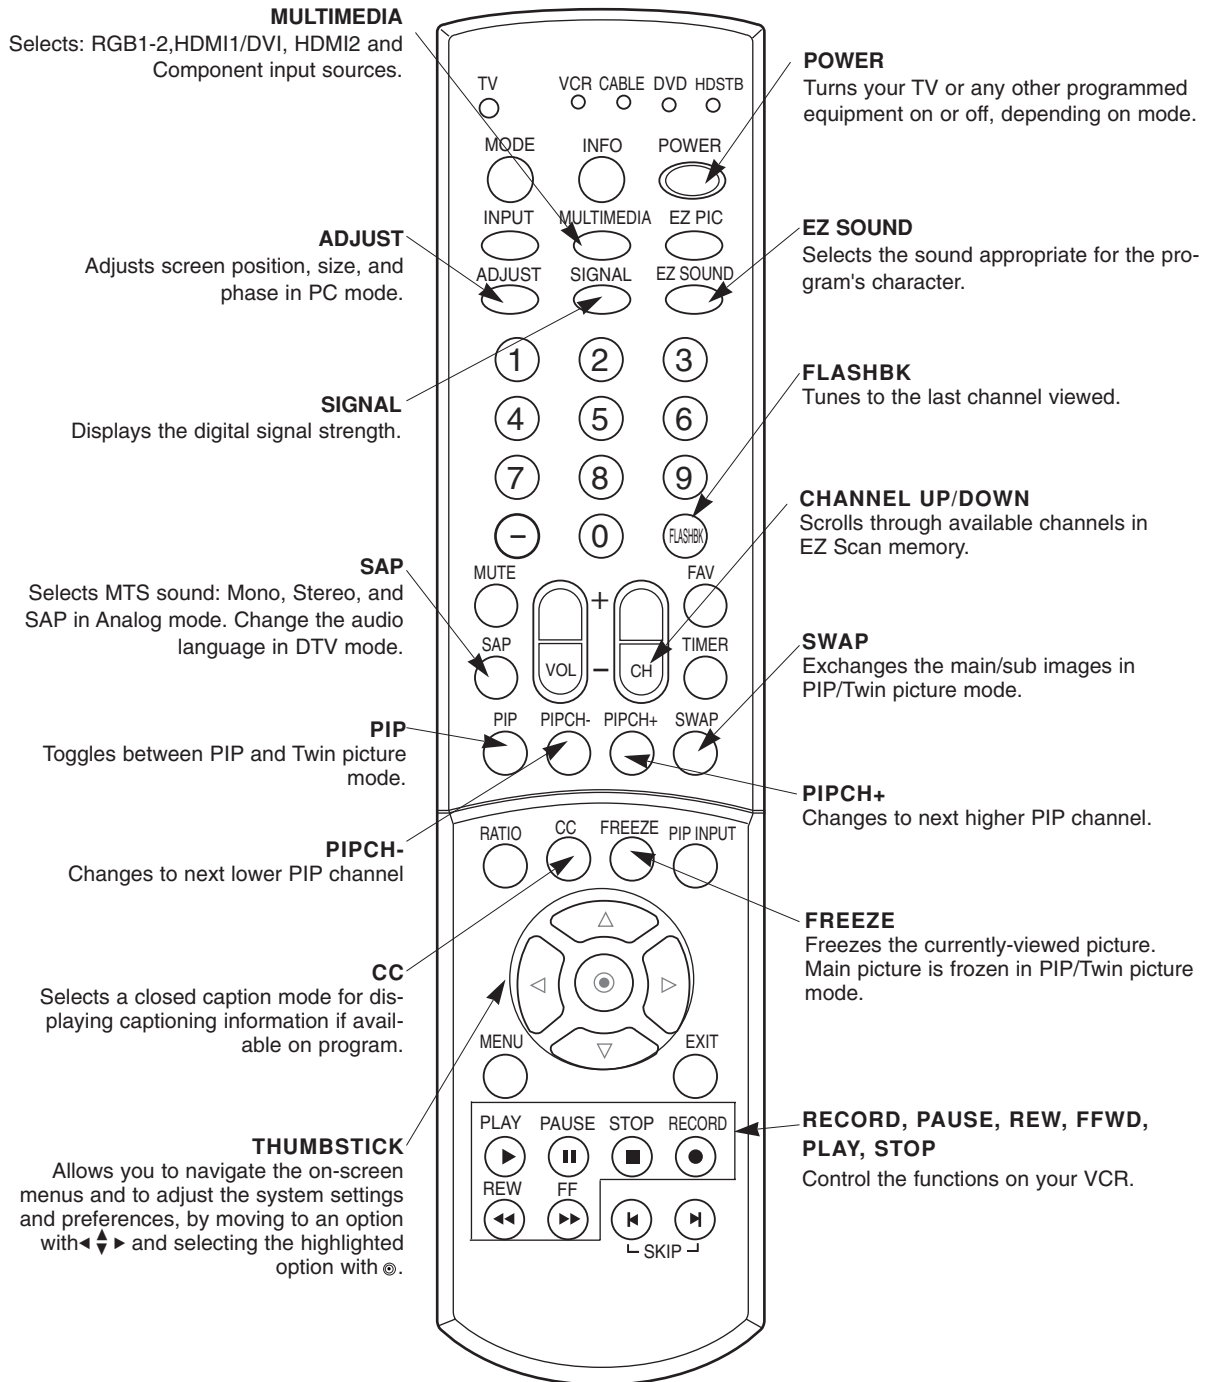 MULTIMEDIA
Selects: RGB1-2,HDMI1/DVI, HDMI2 and
Component input sources.
ADJUST
Adjusts screen position, size, and
phase in PC mode.
SIGNAL
Displays the digital signal strength.
SAP
Selects MTS sound: Mono, Stereo, and
SAP in Analog mode. Change the audio
language in DTV mode.
PIP
Toggles between PIP and Twin picture
mode.
PIPCH-
Changes to next lower PIP channel
CC
Selects a closed caption mode for dis-
playing captioning information if avail-
able on program.
THUMBSTICK
Allows you to navigate the on-screen
menus and to adjust the system settings
and preferences, by moving to an option
with◀ ▲▼ ▶ and selecting the highlighted
option with ◎.
TV VCR CABLE DVD HDSTB
MODE INFO POWER
INPUT MULTIMEDIA EZ PIC
ADJUST SIGNAL EZ SOUND
1 2 3
4 5 6
7 8 9
- 0 FLASHBK
MUTE + FAV
SAP TIMER
VOL - CH
PIP PIPCH- PIPCH+ SWAP
RATIO CC FREEZE PIP INPUT
MENU EXIT
PLAY PAUSE STOP RECORD
REW FF
SKIP
POWER
Turns your TV or any other programmed
equipment on or off, depending on mode.
EZ SOUND
Selects the sound appropriate for the pro-
gram's character.
FLASHBK
Tunes to the last channel viewed.
CHANNEL UP/DOWN
Scrolls through available channels in
EZ Scan memory.
SWAP
Exchanges the main/sub images in
PIP/Twin picture mode.
PIPCH+
Changes to next higher PIP channel.
FREEZE
Freezes the currently-viewed picture.
Main picture is frozen in PIP/Twin picture
mode.
RECORD, PAUSE, REW, FFWD,
PLAY, STOP
Control the functions on your VCR.